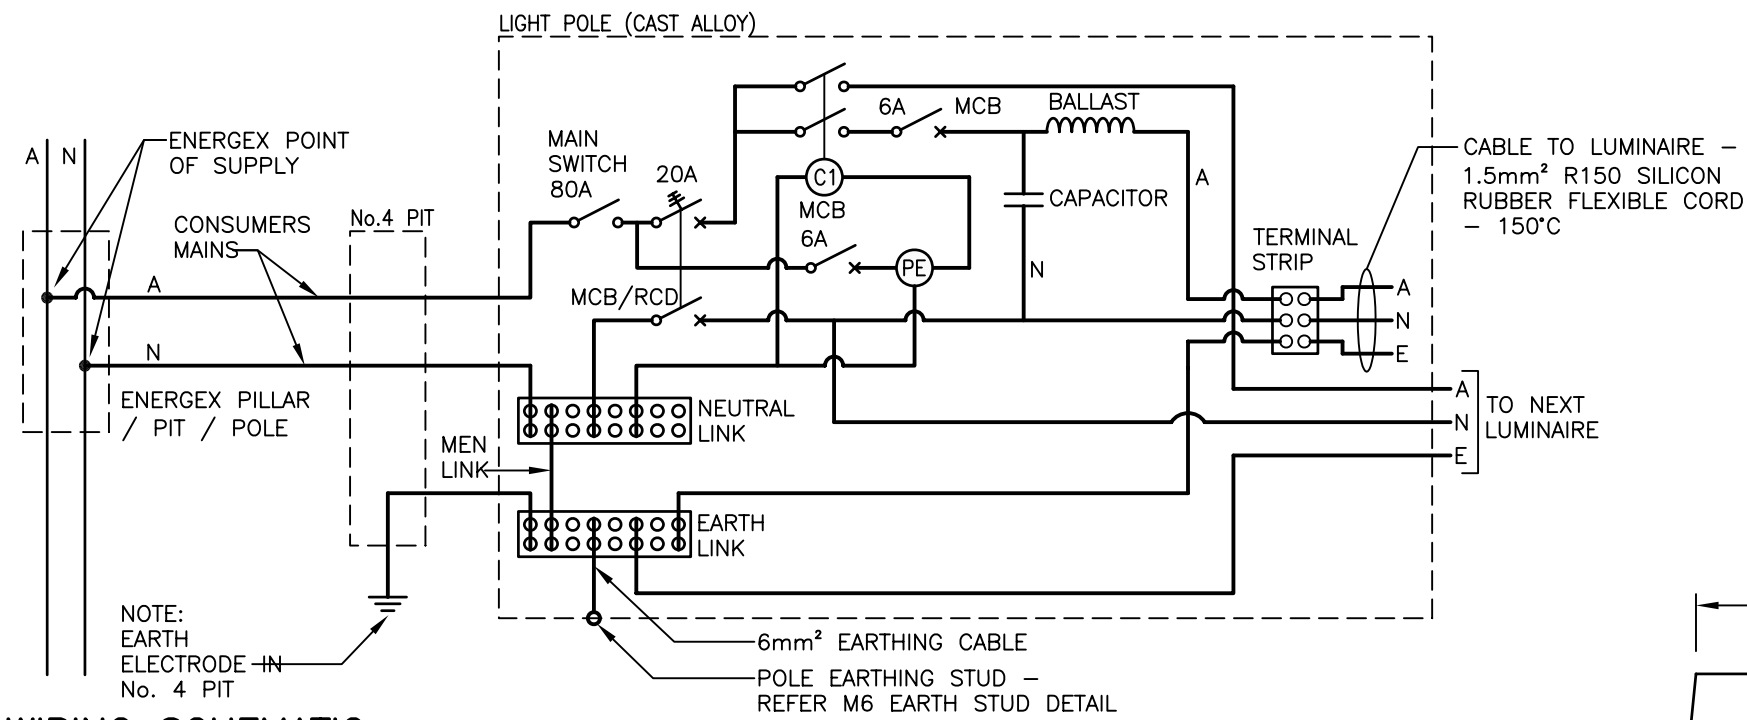 LIGHT POLE (CAST ALLOY)
A
N
ENERGEX POINT
OF SUPPLY
MAIN
SWITCH
80A
20A
6A
MCB
BALLAST
CABLE TO LUMINAIRE –
1.5mm² R150 SILICON
RUBBER FLEXIBLE CORD
– 150°C
CONSUMERS
MAINS
No.4 PIT
C1
MCB
6A
A
CAPACITOR
TERMINAL
STRIP
PE
N
A
MCB/RCD
A
N
E
N
ENERGEX PILLAR
/ PIT / POLE
NEUTRAL
LINK
A
N
E
TO NEXT
LUMINAIRE
MEN
LINK
EARTH
LINK
NOTE:
EARTH
ELECTRODE IN
No. 4 PIT
6mm² EARTHING CABLE
POLE EARTHING STUD –
REFER M6 EARTH STUD DETAIL
WIRING SCHEMATIC